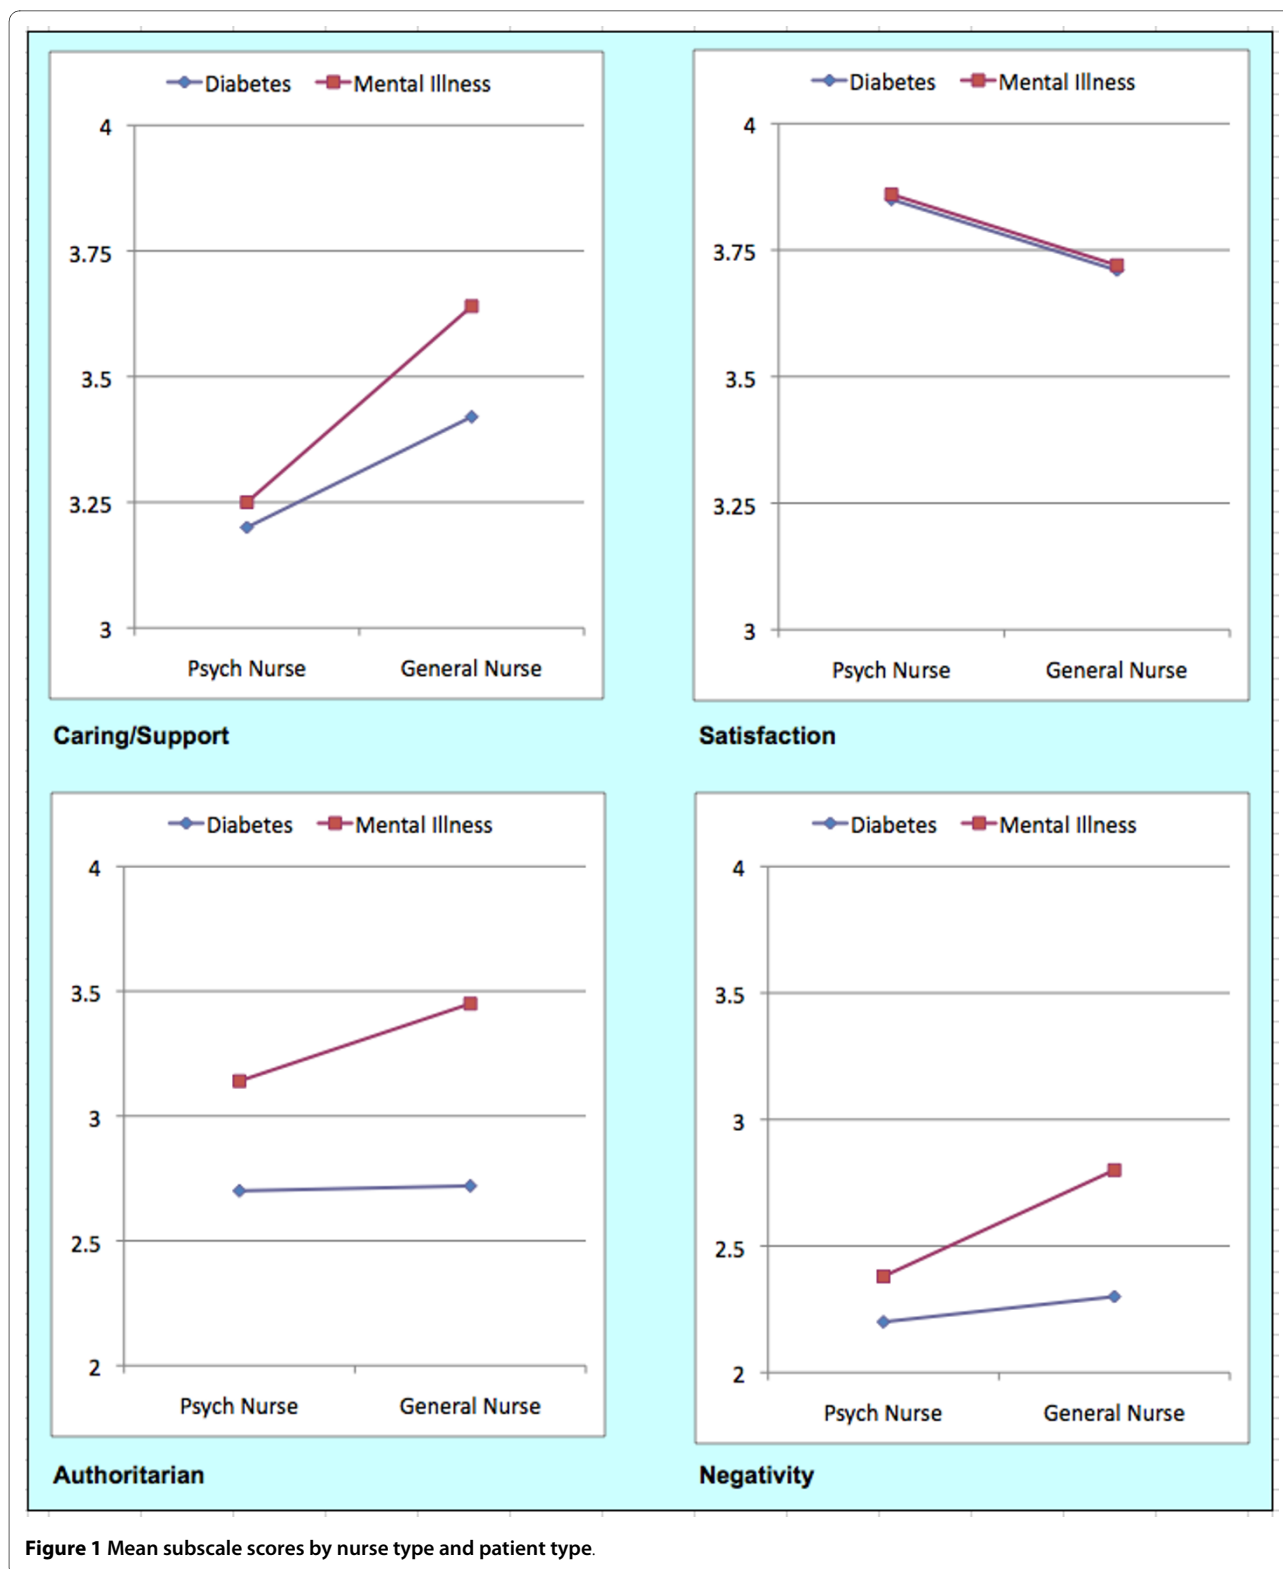 Diabetes Mental Illness
4
3.75
3.5
3.25
3
Psych Nurse General Nurse
Caring/Support
Diabetes Mental Illness
4
3.75
3.5
3.25
3
Psych Nurse General Nurse
Satisfaction
Diabetes Mental Illness
4
3.5
3
2.5
2
Psych Nurse General Nurse
Authoritarian
Diabetes Mental Illness
4
3.5
3
2.5
2
Psych Nurse General Nurse
Negativity
Figure 1 Mean subscale scores by nurse type and patient type.